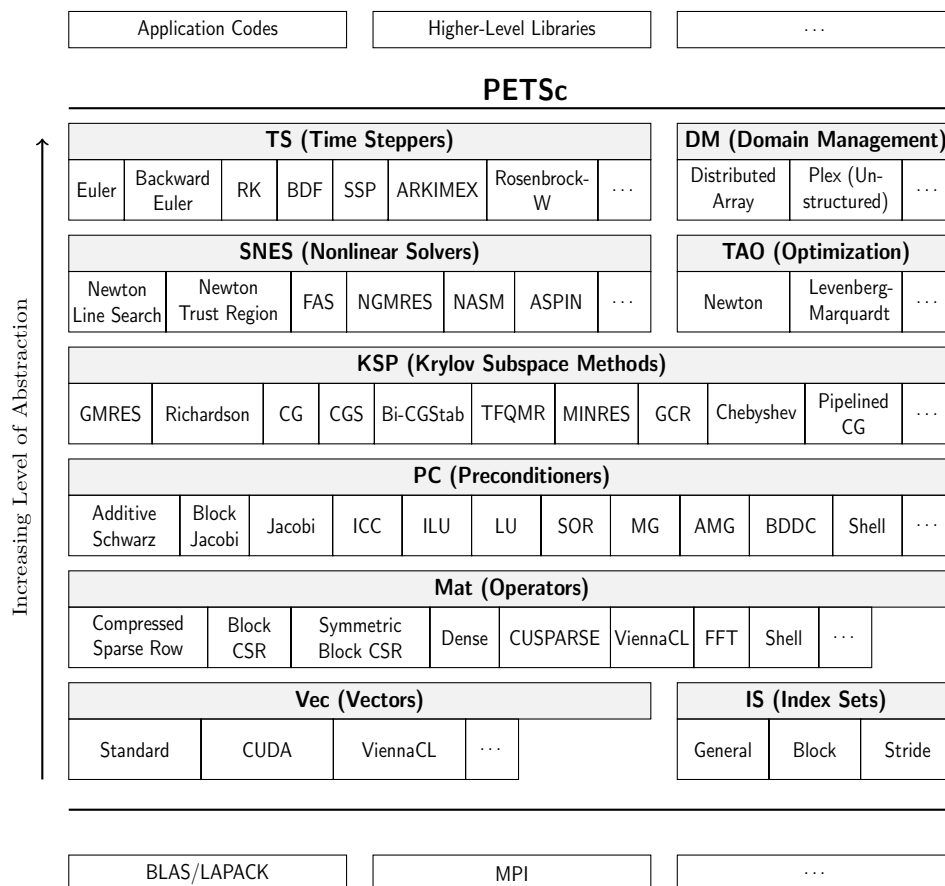 Application Codes
Higher-Level Libraries
···
PETSc
Increasing Level of Abstraction
TS (Time Steppers)
Euler
Backward
Euler
RK
BDF
SSP
ARKIMEX
Rosenbrock-
W
···
DM (Domain Management)
Distributed
Array
Plex (Un-
structured)
···
SNES (Nonlinear Solvers)
Newton
Line Search
Newton
Trust Region
FAS
NGMRES
NASM
ASPIN
···
TAO (Optimization)
Newton
Levenberg-
Marquardt
···
KSP (Krylov Subspace Methods)
GMRES
Richardson
CG
CGS
Bi-CGStab
TFQMR
MINRES
GCR
Chebyshev
Pipelined
CG
···
PC (Preconditioners)
Additive
Schwarz
Block
Jacobi
Jacobi
ICC
ILU
LU
SOR
MG
AMG
BDDC
Shell
···
Mat (Operators)
Compressed
Sparse Row
Block
CSR
Symmetric
Block CSR
Dense
CUSPARSE
ViennaCL
FFT
Shell
···
Vec (Vectors)
Standard
CUDA
ViennaCL
···
IS (Index Sets)
General
Block
Stride
BLAS/LAPACK
MPI
···